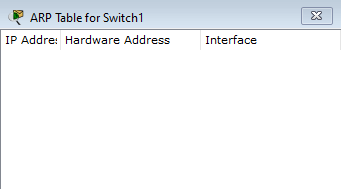 ARP Table for Switch1
IP Addres Hardware Address Interface